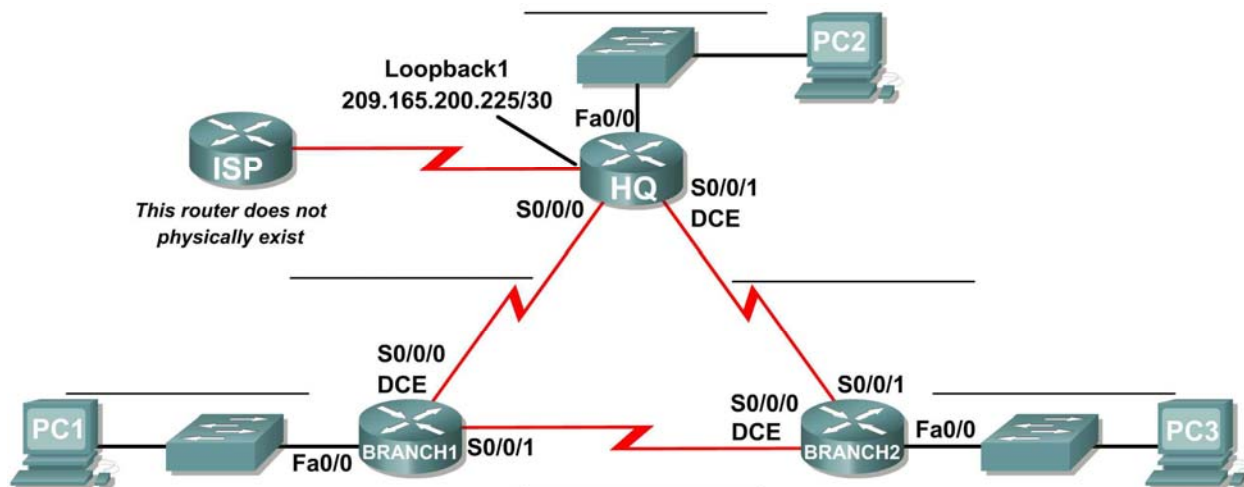 PC2
Loopback1
209.165.200.225/30
Fa0/0
ISP
HQ
S0/0/1
DCE
This router does not
physically exist
S0/0/0
S0/0/0
DCE
S0/0/1
PC1
Fa0/0
BRANCH1
S0/0/1
S0/0/0
DCE
BRANCH2
Fa0/0
PC3